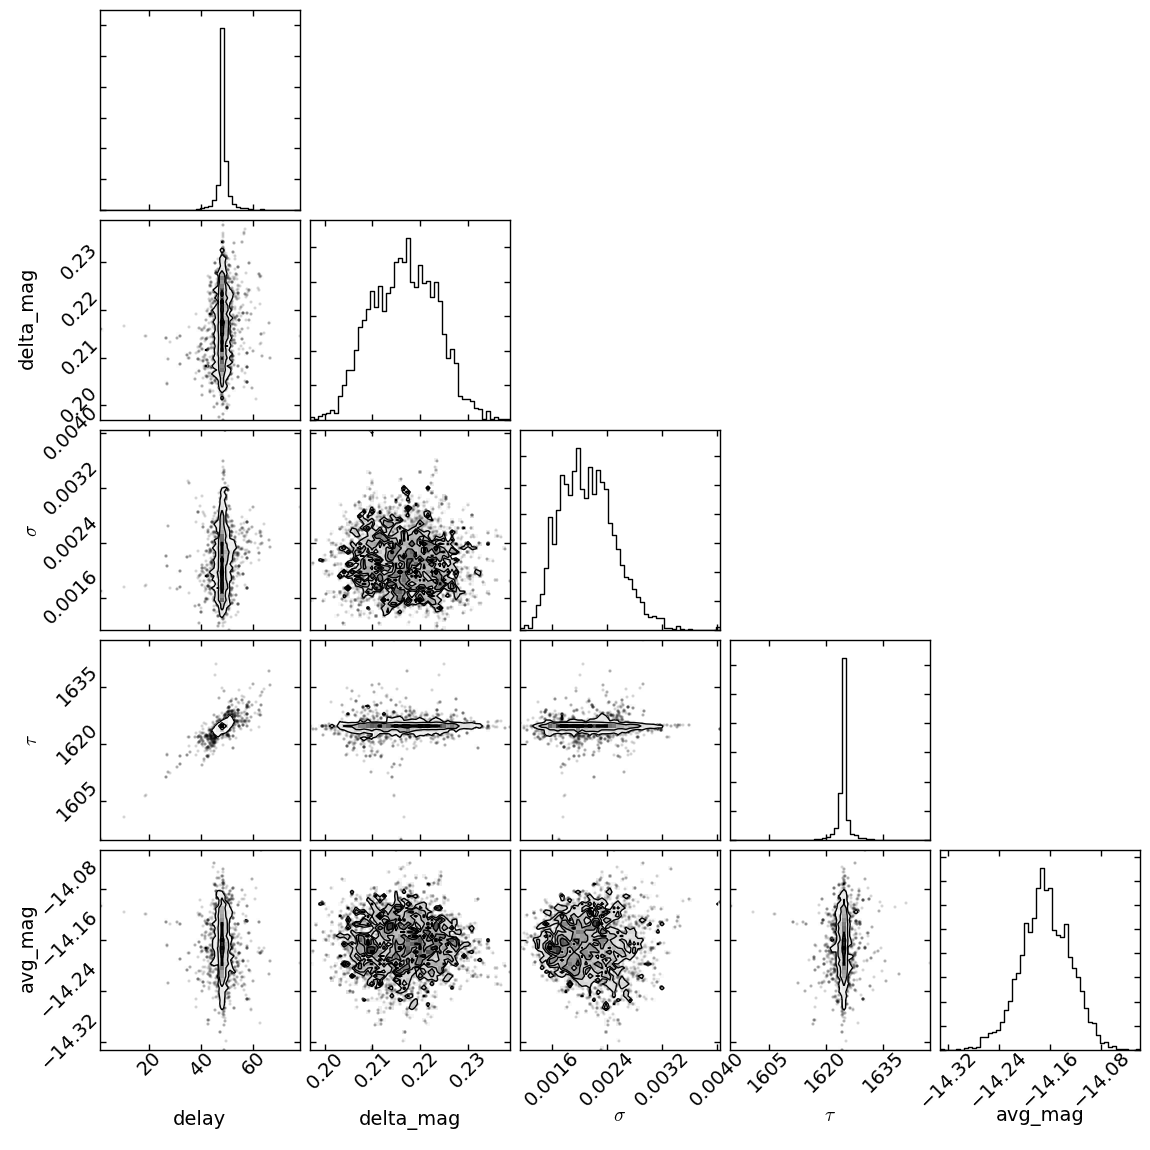 delta_mag
0.23
0.22
0.21
0.20
σ
0.0040
0.0032
0.0024
0.0016
τ
1635
1620
1605
avg_mag
−14.08
−14.16
−14.24
−14.32
20 40 60
0.20 0.21 0.22 0.23
0.0016 0.0024 0.0032 0.0040
1605 1620 1635
−14.32 −14.24 −14.16 −14.08
delay delta_mag σ τ avg_mag